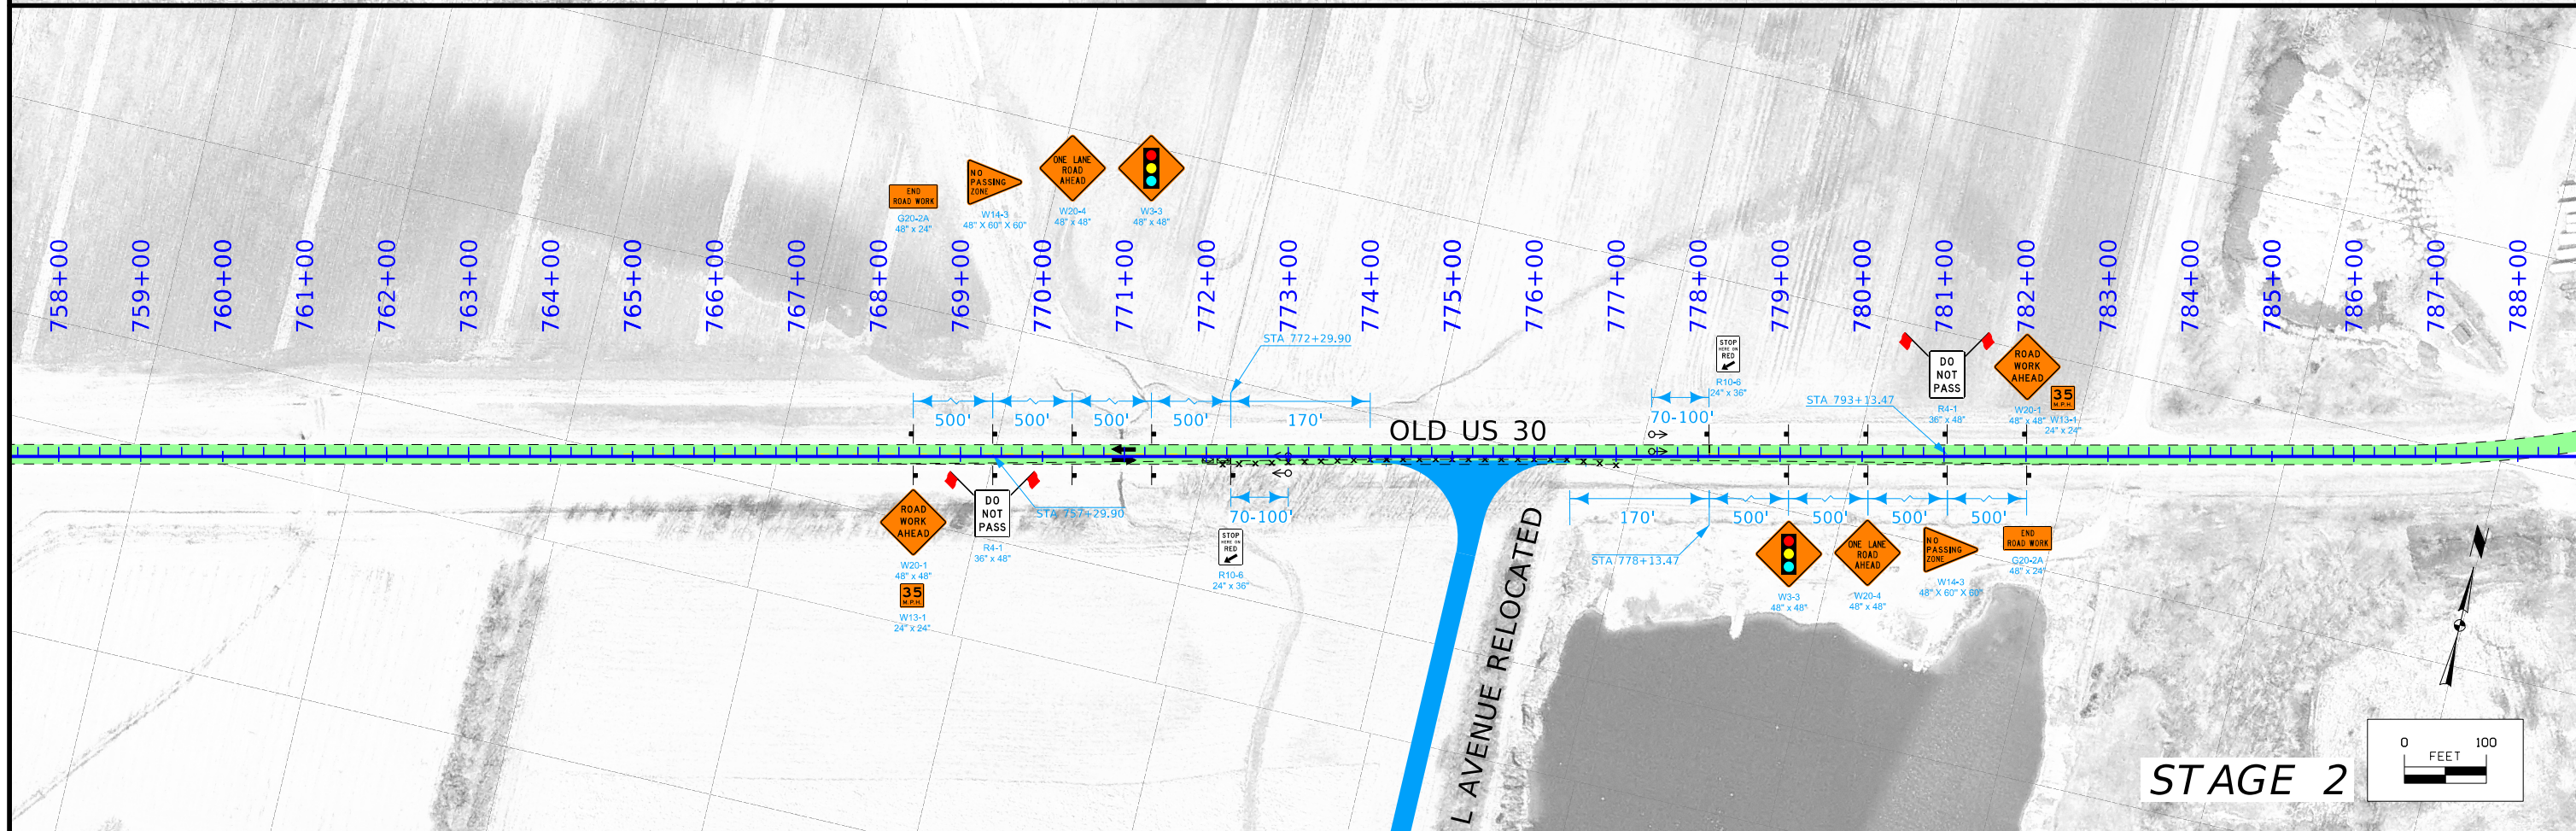 END
ROAD WORK
G20-2A
48" x 24"
NO
PASSING
ZONE
W14-3
48" X 60" X 60"
ONE LANE
ROAD
AHEAD
W20-4
48" x 48"
W3-3
48" x 48"
758+00
759+00
760+00
761+00
762+00
763+00
764+00
765+00
766+00
767+00
768+00
769+00
770+00
771+00
772+00
773+00
774+00
775+00
776+00
777+00
778+00
779+00
780+00
781+00
782+00
783+00
784+00
785+00
786+00
787+00
788+00
STA 772+29.90
500'
500'
500'
500'
170'
OLD US 30
STOP
HERE ON
RED
R10-6
24" x 36"
70-100'
STA 793+13.47
DO
NOT
PASS
R4-1
36" x 48"
ROAD
WORK
AHEAD
W20-1
48" x 48"
35
M.P.H.
W13-1
24" x 24"
ROAD
WORK
AHEAD
W20-1
48" x 48"
35
M.P.H.
W13-1
24" x 24"
DO
NOT
PASS
R4-1
36" x 48"
STA 757+29.90
70-100'
STOP
HERE ON
RED
R10-6
24" x 36"
L AVENUE RELOCATED
170'
500'
500'
500'
500'
STA 778+13.47
W3-3
48" x 48"
ONE LANE
ROAD
AHEAD
W20-4
48" x 48"
NO
PASSING
ZONE
W14-3
48" X 60" X 60"
END
ROAD WORK
G20-2A
48" x 24"
STAGE 2
0 100
FEET